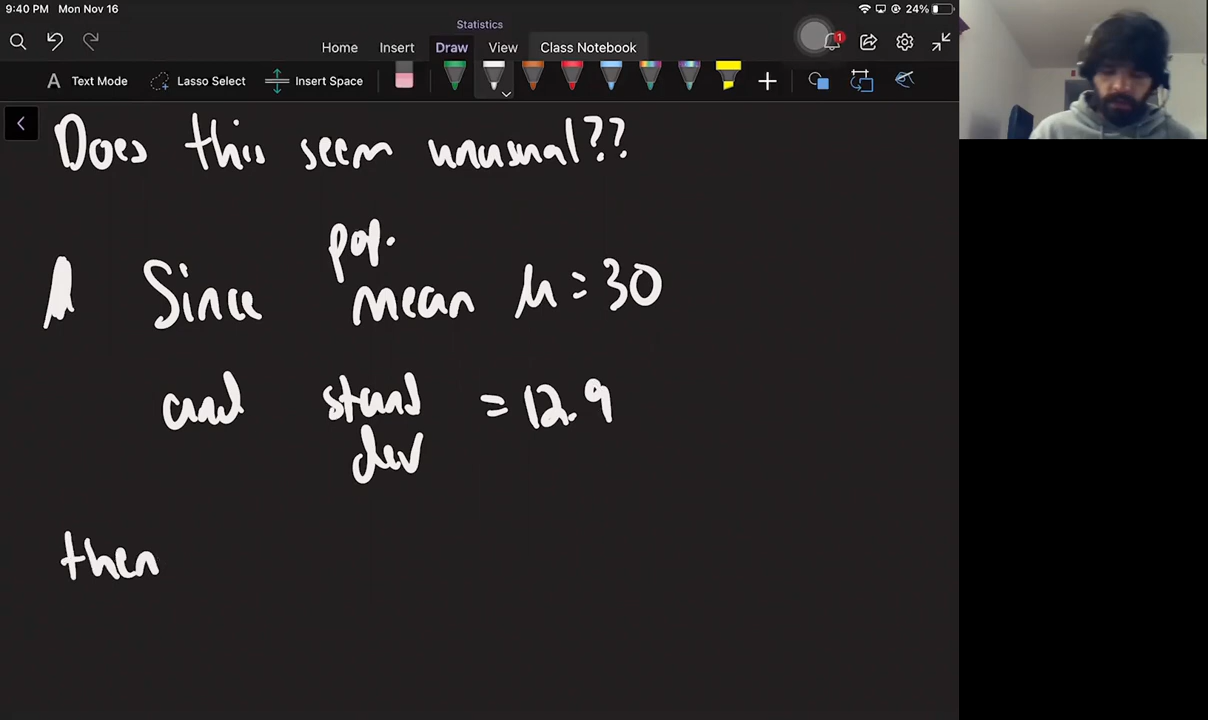 9:40 PM Mon Nov 16
24%
Statistics
Home Insert Draw View Class Notebook
1
A Text Mode Lasso Select Insert Space
Does this seem unusual??
pop.
μ Since mean μ = 30
and stand = 12.9
dev
then